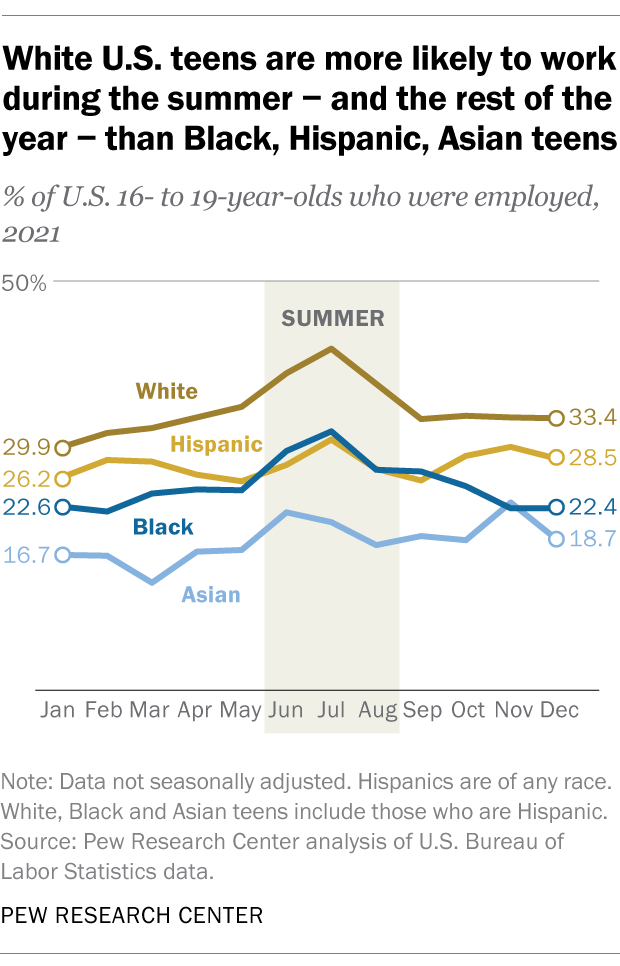 White U.S. teens are more likely to work
during the summer – and the rest of the
year – than Black, Hispanic, Asian teens
% of U.S. 16- to 19-year-olds who were employed,
2021
50%
SUMMER
White
29.9
33.4
Hispanic
26.2
28.5
22.6
22.4
Black
16.7
18.7
Asian
Jan Feb Mar Apr May Jun Jul Aug Sep Oct Nov Dec
Note: Data not seasonally adjusted. Hispanics are of any race.
White, Black and Asian teens include those who are Hispanic.
Source: Pew Research Center analysis of U.S. Bureau of
Labor Statistics data.
PEW RESEARCH CENTER